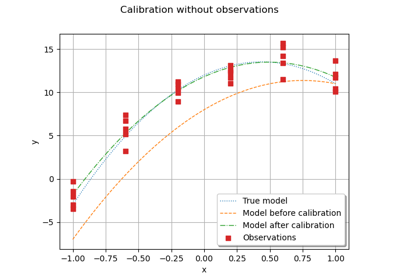 Calibration without observations
y
15
10
5
0
−5
−1.00 −0.75 −0.50 −0.25 0.00 0.25 0.50 0.75 1.00
x
True model
Model before calibration
Model after calibration
Observations